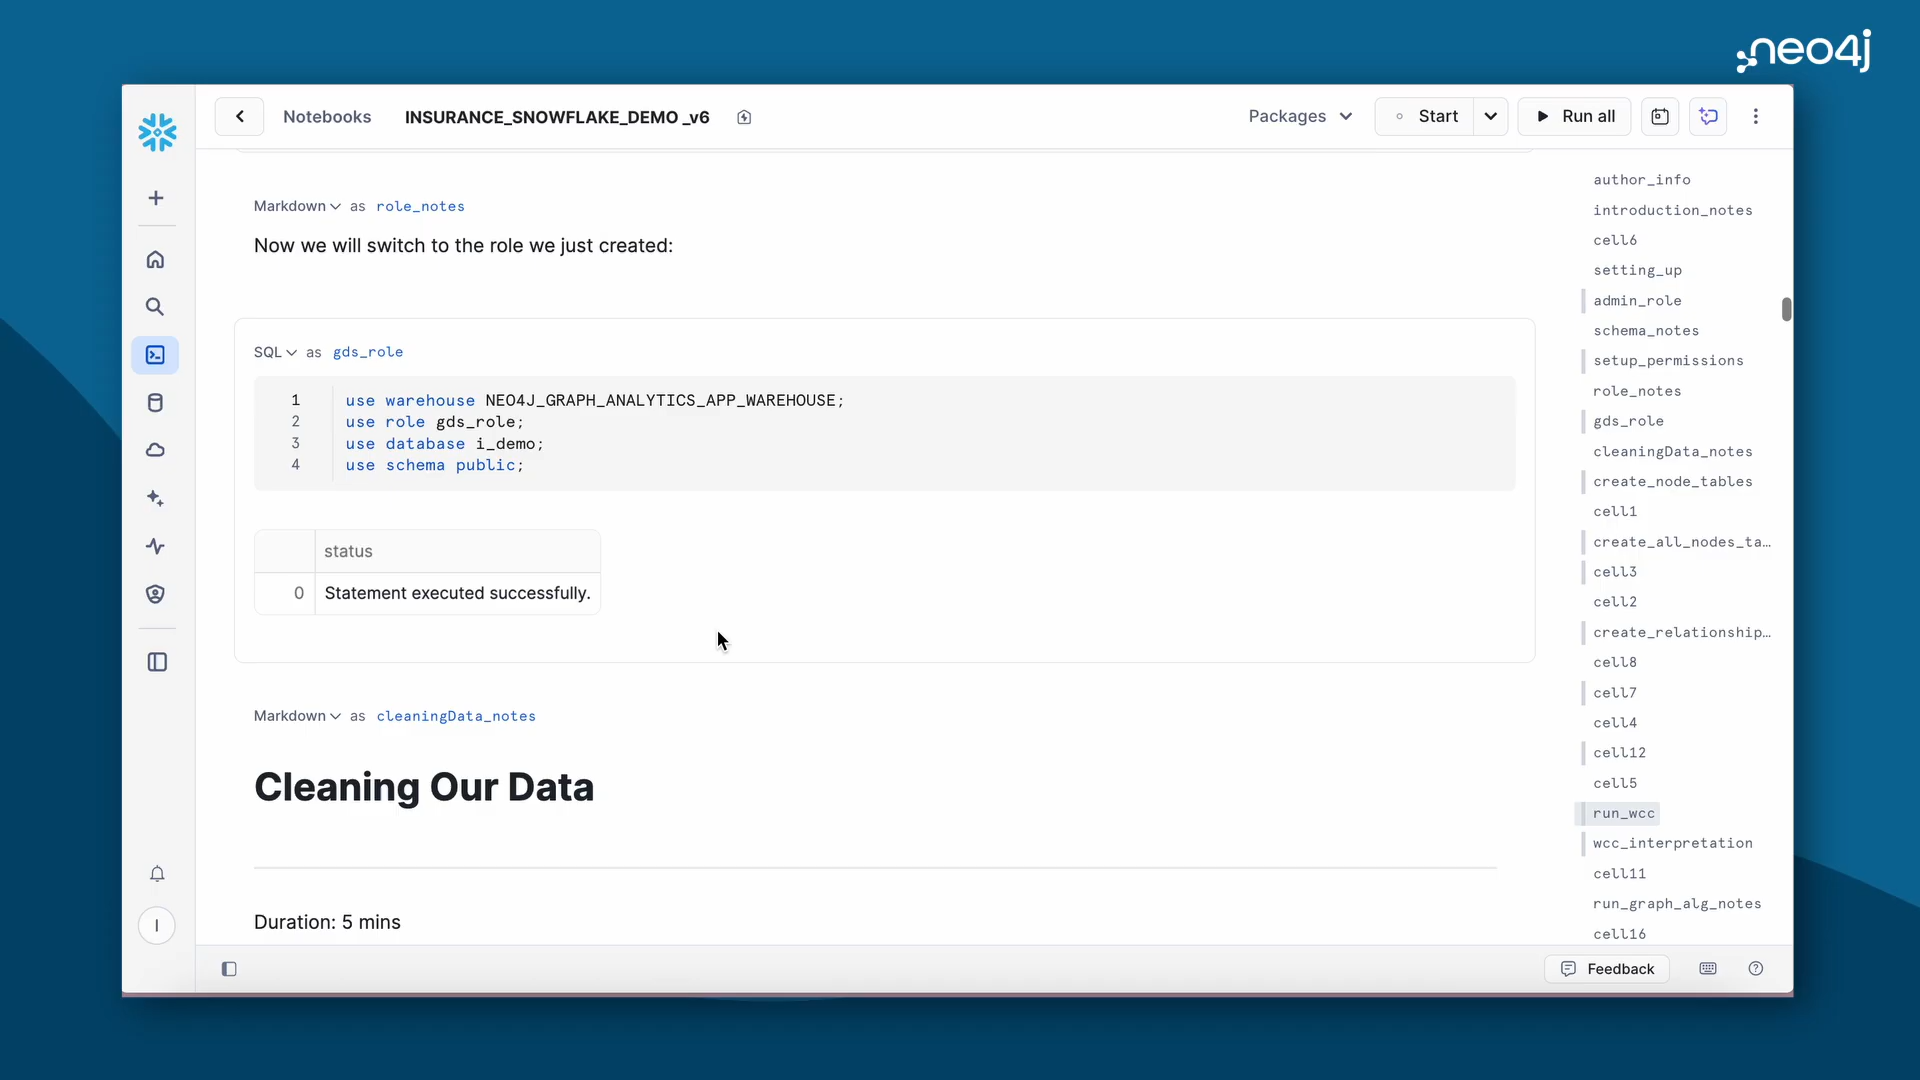 neo4j
Notebooks INSURANCE_SNOWFLAKE_DEMO _v6 Packages Start Run all
Markdown as role_notes
Now we will switch to the role we just created:
SQL as gds_role
1 use warehouse NEO4J_GRAPH_ANALYTICS_APP_WAREHOUSE;
2 use role gds_role;
3 use database i_demo;
4 use schema public;
status
0 Statement executed successfully.
Markdown as cleaningData_notes
Cleaning Our Data
Duration: 5 mins
author_info
introduction_notes
cell6
setting_up
admin_role
schema_notes
setup_permissions
role_notes
gds_role
cleaningData_notes
create_node_tables
cell1
create_all_nodes_ta…
cell3
cell2
create_relationship…
cell8
cell7
cell4
cell12
cell5
run_wcc
wcc_interpretation
cell11
run_graph_alg_notes
cell16
I
Feedback